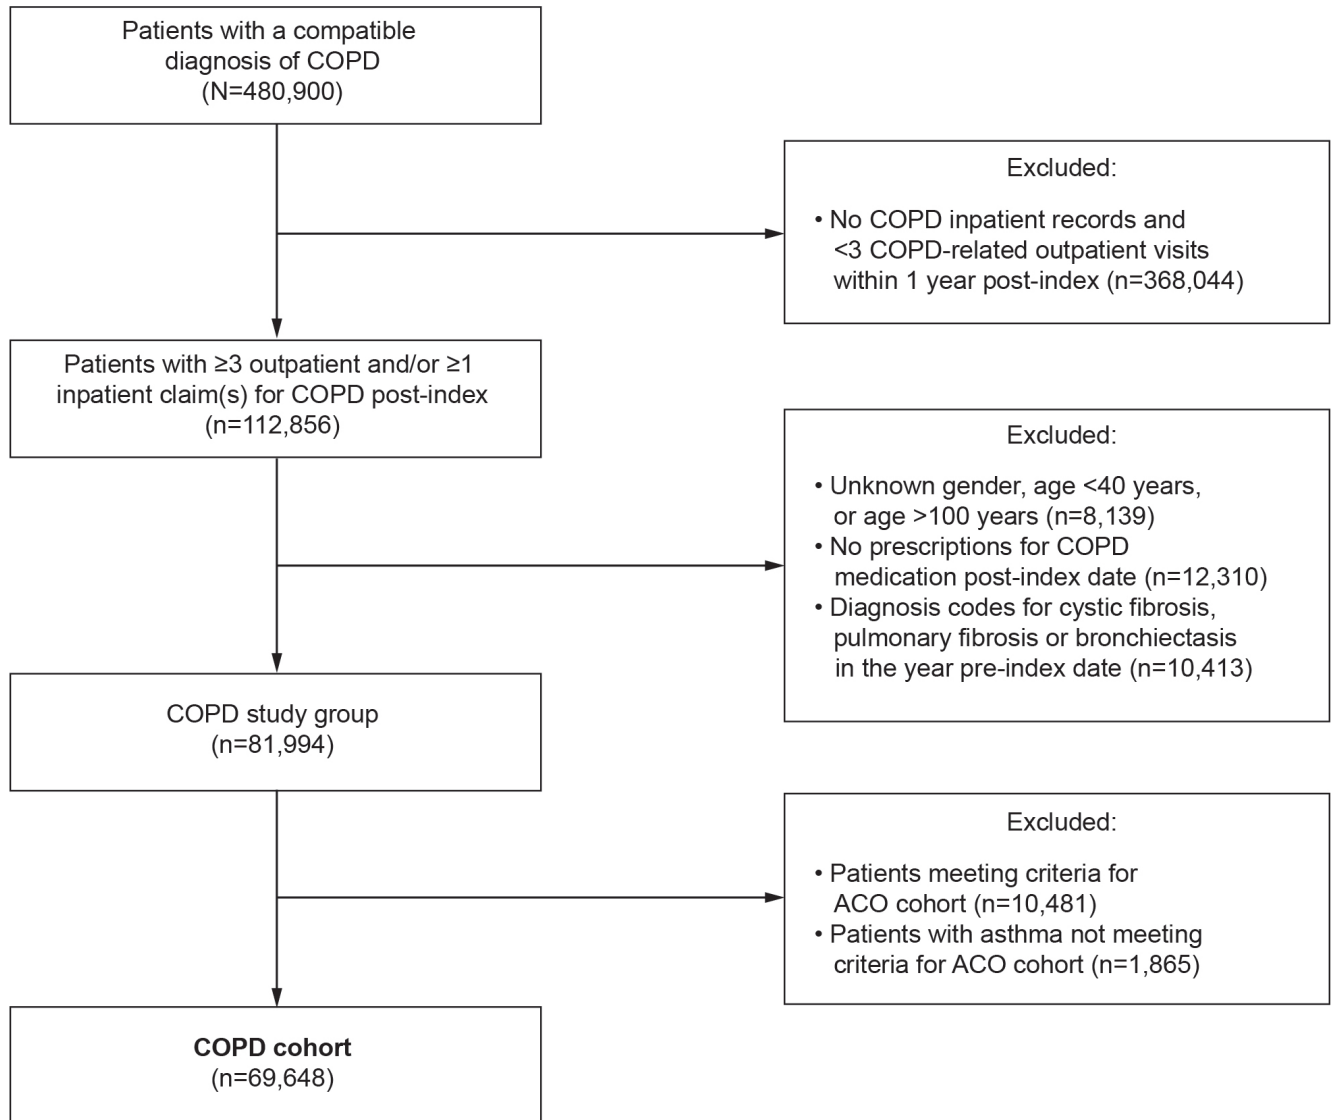 Patients with a compatible
diagnosis of COPD
(N=480,900)
Excluded:
• No COPD inpatient records and
<3 COPD-related outpatient visits
within 1 year post-index (n=368,044)
Patients with ≥3 outpatient and/or ≥1
inpatient claim(s) for COPD post-index
(n=112,856)
Excluded:
• Unknown gender, age <40 years,
or age >100 years (n=8,139)
• No prescriptions for COPD
medication post-index date (n=12,310)
• Diagnosis codes for cystic fibrosis,
pulmonary fibrosis or bronchiectasis
in the year pre-index date (n=10,413)
COPD study group
(n=81,994)
Excluded:
• Patients meeting criteria for
ACO cohort (n=10,481)
• Patients with asthma not meeting
criteria for ACO cohort (n=1,865)
COPD cohort
(n=69,648)